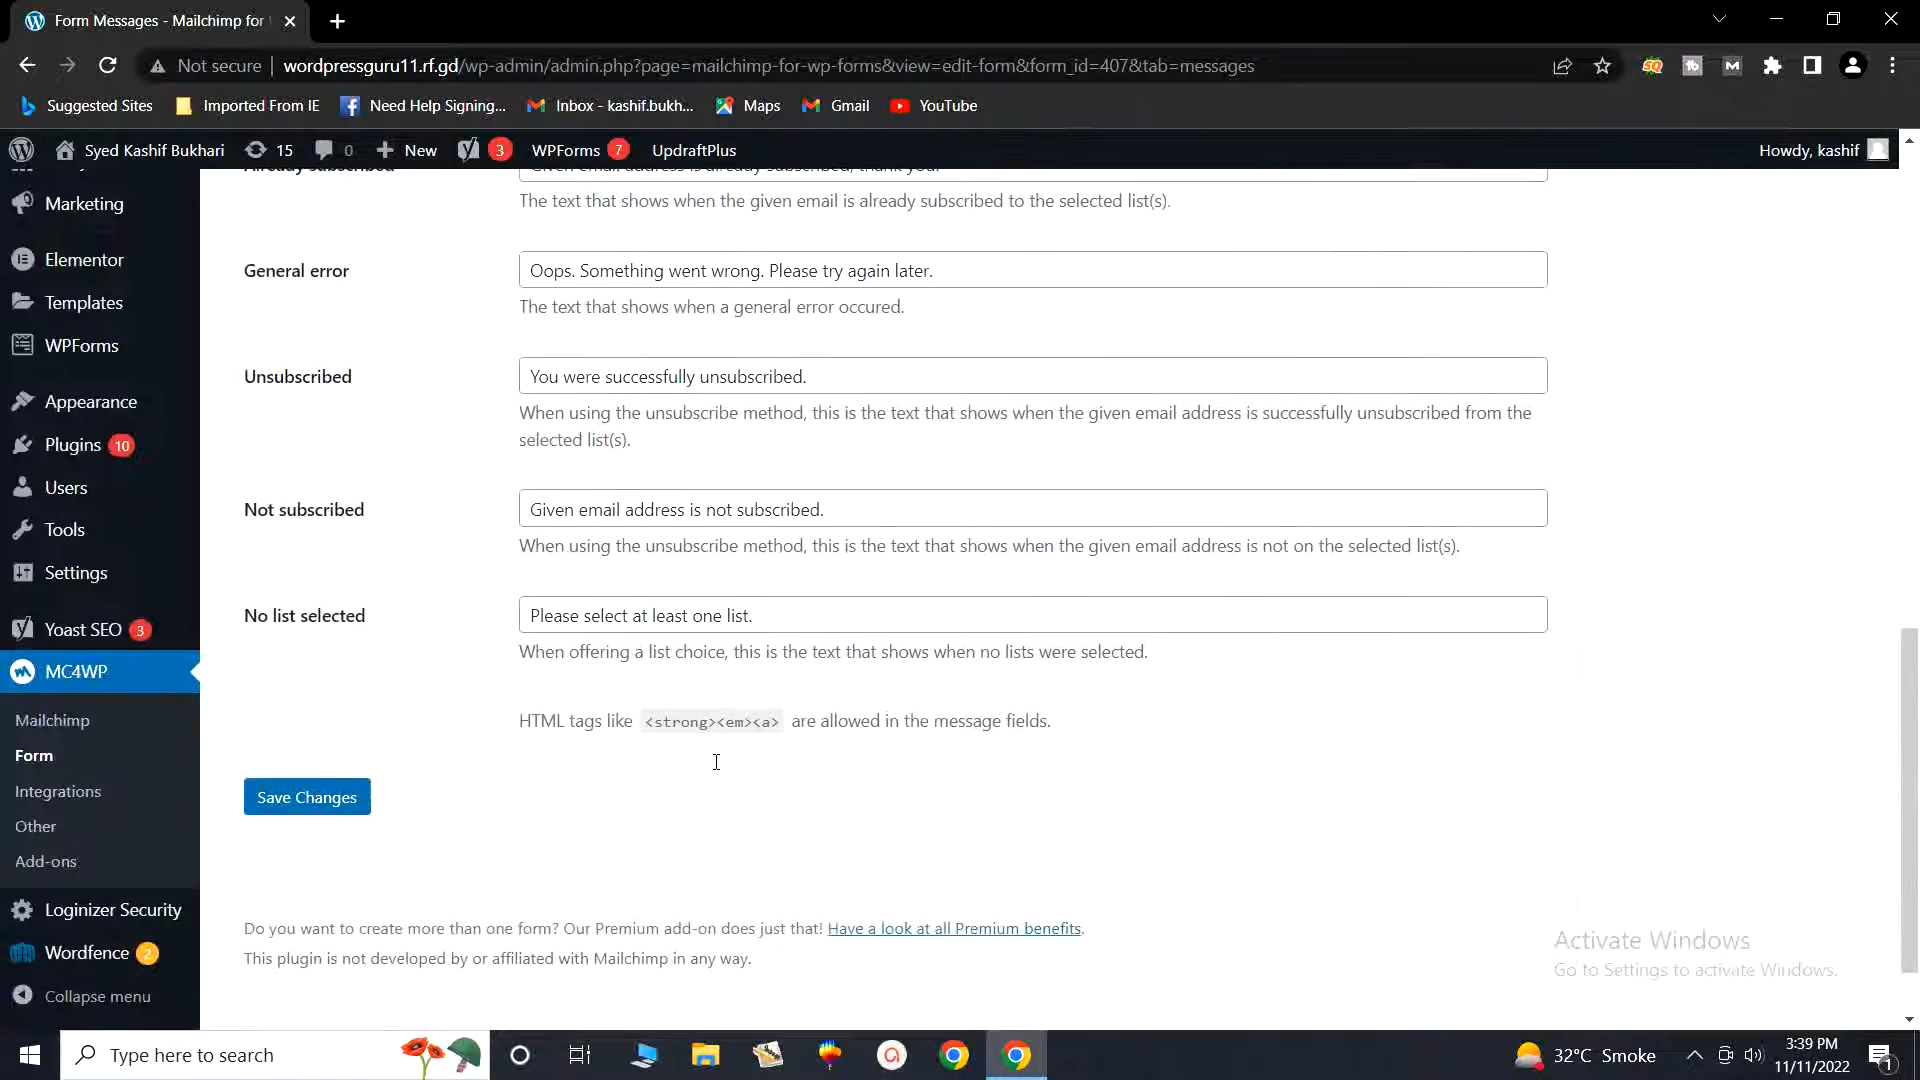 Form Messages - Mailchimp for
Not secure
wordpressguru11.rf.gd/wp-admin/admin.php?page=mailchimp-for-wp-forms&view=edit-form&form_id=407&tab=messages
Suggested Sites
Imported From IE
Need Help Signing...
Inbox - kashif.bukh...
Maps
Gmail
YouTube
Syed Kashif Bukhari
15
0
New
3
WPForms 7
UpdraftPlus
Howdy, kashif
Marketing
Elementor
Templates
WPForms
Appearance
Plugins 10
Users
Tools
Settings
Yoast SEO 3
MC4WP
Mailchimp
Form
Integrations
Other
Add-ons
Loginizer Security
Wordfence 2
Collapse menu
Already subscribed
Given email address is already subscribed, thank you!
The text that shows when the given email is already subscribed to the selected list(s).
General error
Oops. Something went wrong. Please try again later.
The text that shows when a general error occured.
Unsubscribed
You were successfully unsubscribed.
When using the unsubscribe method, this is the text that shows when the given email address is successfully unsubscribed from the
selected list(s).
Not subscribed
Given email address is not subscribed.
When using the unsubscribe method, this is the text that shows when the given email address is not on the selected list(s).
No list selected
Please select at least one list.
When offering a list choice, this is the text that shows when no lists were selected.
HTML tags like <strong><em><a> are allowed in the message fields.
Save Changes
Do you want to create more than one form? Our Premium add-on does just that! Have a look at all Premium benefits.
This plugin is not developed by or affiliated with Mailchimp in any way.
Activate Windows
Go to Settings to activate Windows.
Type here to search
32°C Smoke
3:39 PM
11/11/2022
1